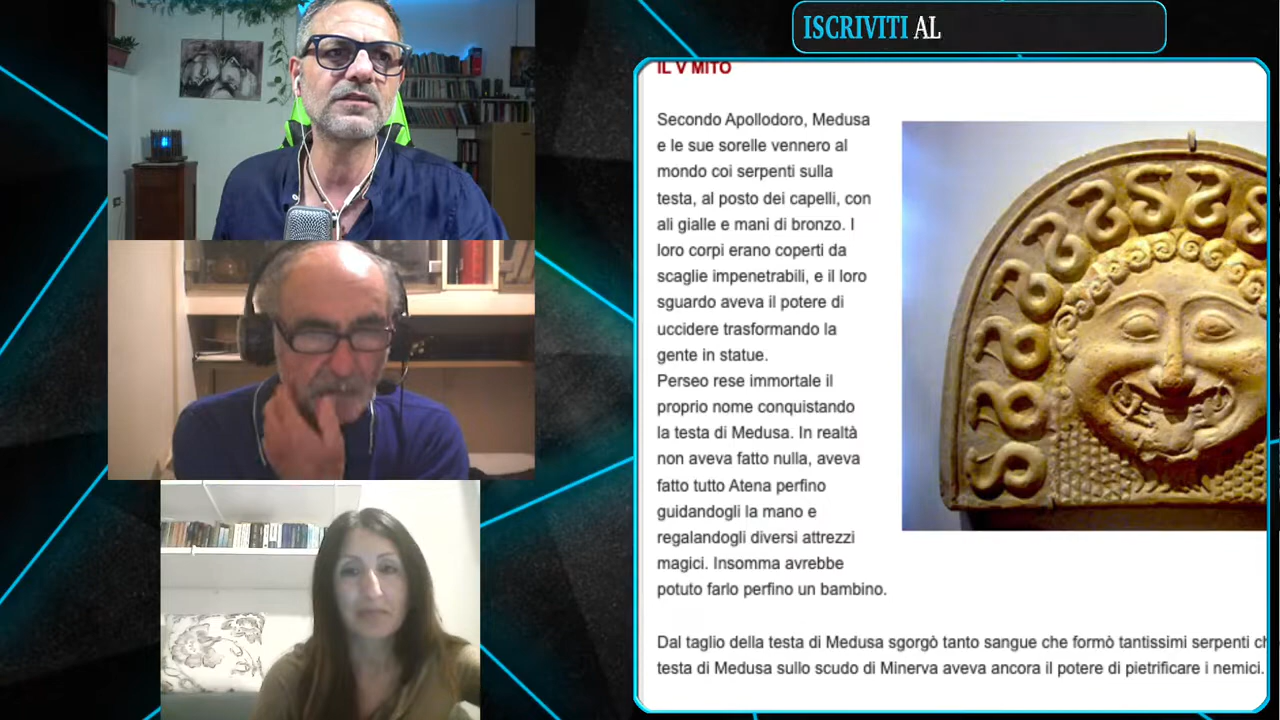 ISCRIVITI AL
IL V MITO
Secondo Apollodoro, Medusa
e le sue sorelle vennero al
mondo coi serpenti sulla
testa, al posto dei capelli, con
ali gialle e mani di bronzo. I
loro corpi erano coperti da
scaglie impenetrabili, e il loro
sguardo aveva il potere di
uccidere trasformando la
gente in statue.
Perseo rese immortale il
proprio nome conquistando
la testa di Medusa. In realtà
non aveva fatto nulla, aveva
fatto tutto Atena perfino
guidandogli la mano e
regalandogli diversi attrezzi
magici. Insomma avrebbe
potuto farlo perfino un bambino.
Dal taglio della testa di Medusa sgorgò tanto sangue che formò tantissimi serpenti
testa di Medusa sullo scudo di Minerva aveva ancora il potere di pietrificare i nemici.